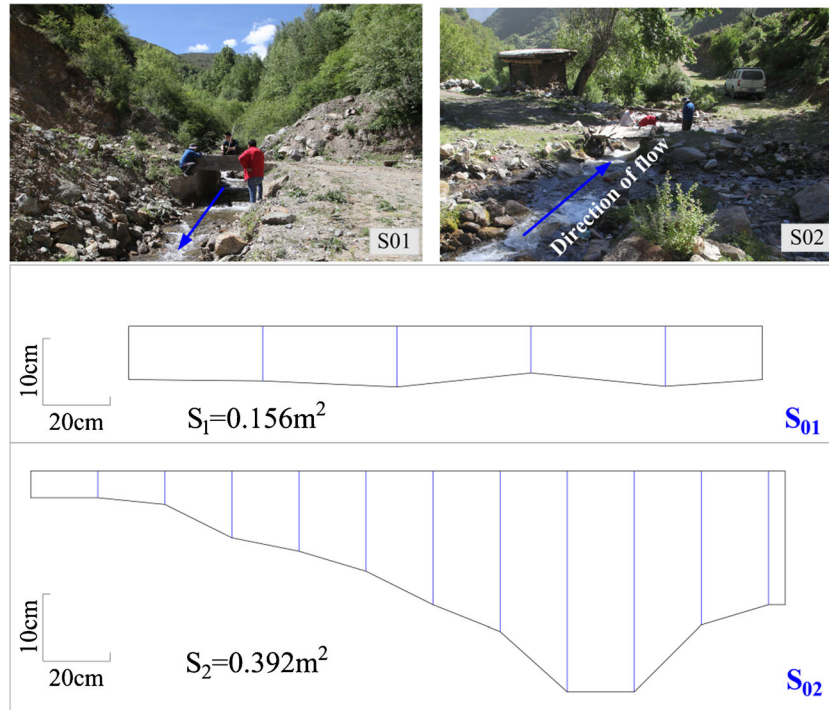 S01
Direction of flow
S02
10cm
20cm
S₁=0.156m²
S₀₁
10cm
20cm
S₂=0.392m²
S₀₂